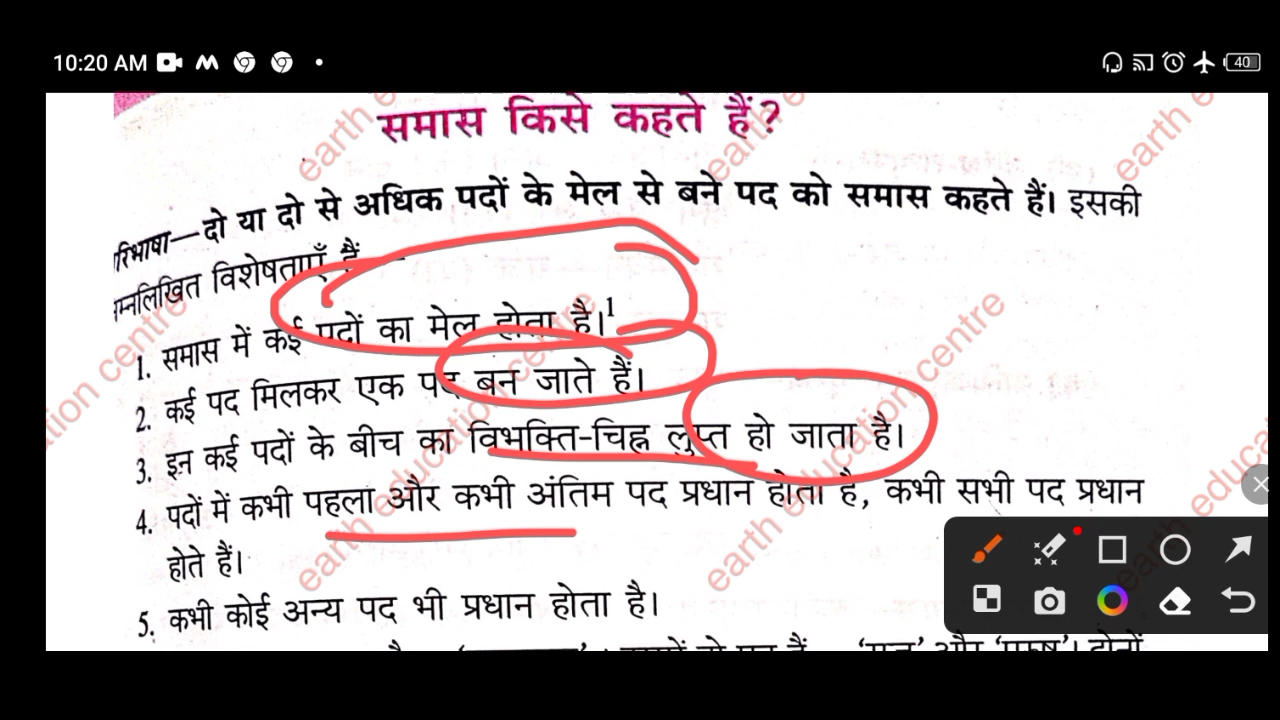 10:20 AM
40
समास किसे कहते हैं?
रिभाषा—दो या दो से अधिक पदों के मेल से बने पद को समास कहते हैं। इसकी
म्नलिखित विशेषताएँ हैं
1. समास में कई पदों का मेल होता है।1
2. कई पद मिलकर एक पद बन जाते हैं।
3. इन कई पदों के बीच का विभक्ति-चिह्न लुप्त हो जाता है।
4. पदों में कभी पहला और कभी अंतिम पद प्रधान होता है, कभी सभी पद प्रधान
होते हैं।
5. कभी कोई अन्य पद भी प्रधान होता है।
earth education centre